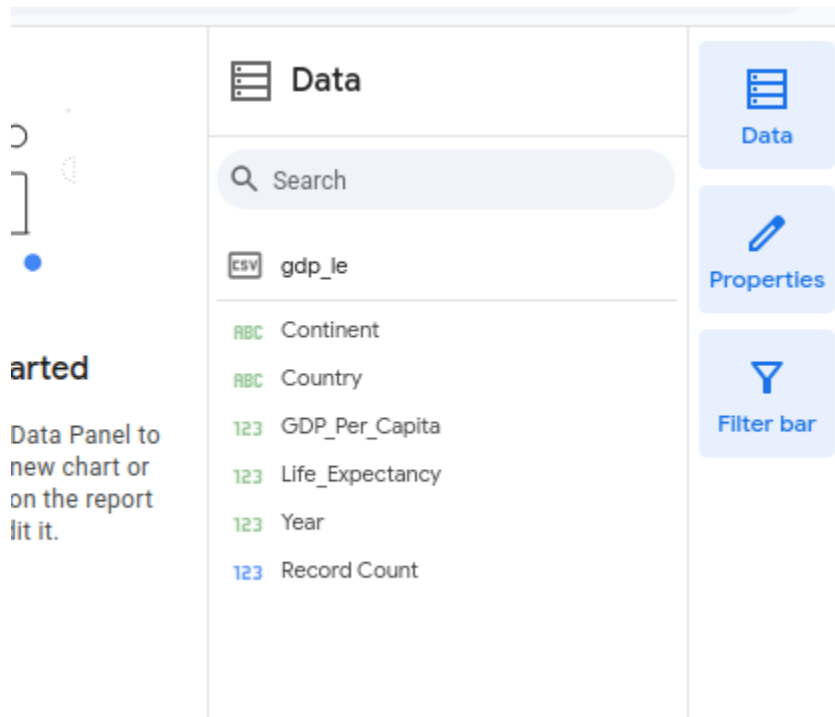 Data
Search
CSV gdp_le
ABC Continent
ABC Country
123 GDP_Per_Capita
123 Life_Expectancy
123 Year
123 Record Count
arted
Data Panel to
new chart or
on the report
it it.
Data
Properties
Filter bar